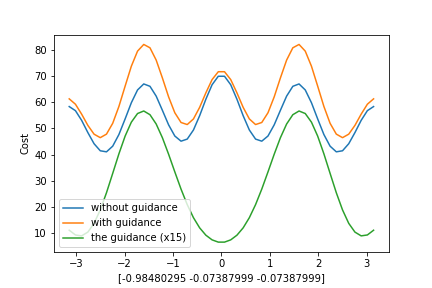 80
70
60
50
40
30
20
10
Cost
without guidance
with guidance
the guidance (x15)
−3 −2 −1 0 1 2 3
[-0.98480295 -0.07387999 -0.07387999]